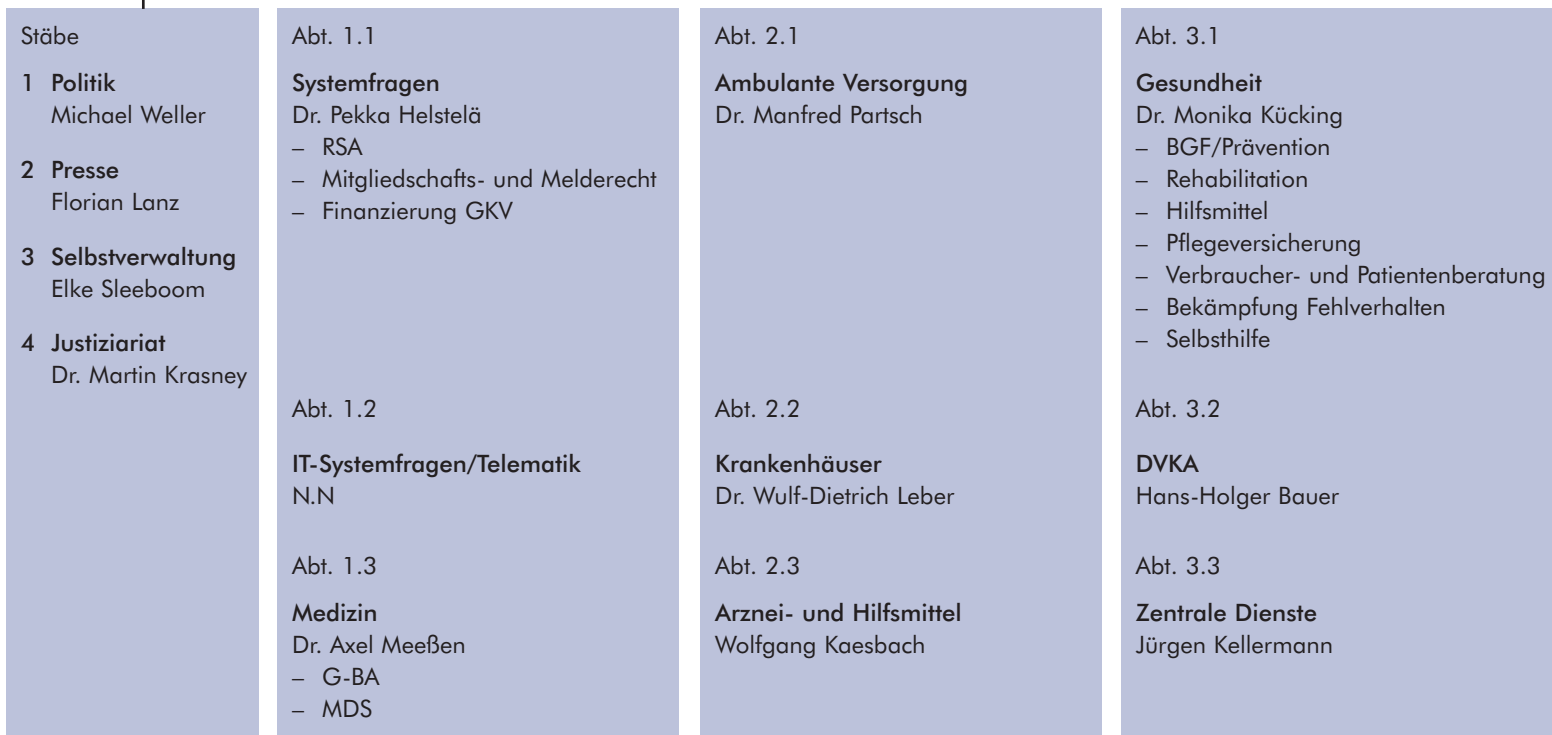 Stäbe
1 Politik
Michael Weller
2 Presse
Florian Lanz
3 Selbstverwaltung
Elke Sleeboom
4 Justiziariat
Dr. Martin Krasney
Abt. 1.1
Systemfragen
Dr. Pekka Helstelä
– RSA
– Mitgliedschafts- und Melderecht
– Finanzierung GKV
Abt. 1.2
IT-Systemfragen/Telematik
N.N
Abt. 1.3
Medizin
Dr. Axel Meeßen
– G-BA
– MDS
Abt. 2.1
Ambulante Versorgung
Dr. Manfred Partsch
Abt. 2.2
Krankenhäuser
Dr. Wulf-Dietrich Leber
Abt. 2.3
Arznei- und Hilfsmittel
Wolfgang Kaesbach
Abt. 3.1
Gesundheit
Dr. Monika Kücking
– BGF/Prävention
– Rehabilitation
– Hilfsmittel
– Pflegeversicherung
– Verbraucher- und Patientenberatung
– Bekämpfung Fehlverhalten
– Selbsthilfe
Abt. 3.2
DVKA
Hans-Holger Bauer
Abt. 3.3
Zentrale Dienste
Jürgen Kellermann